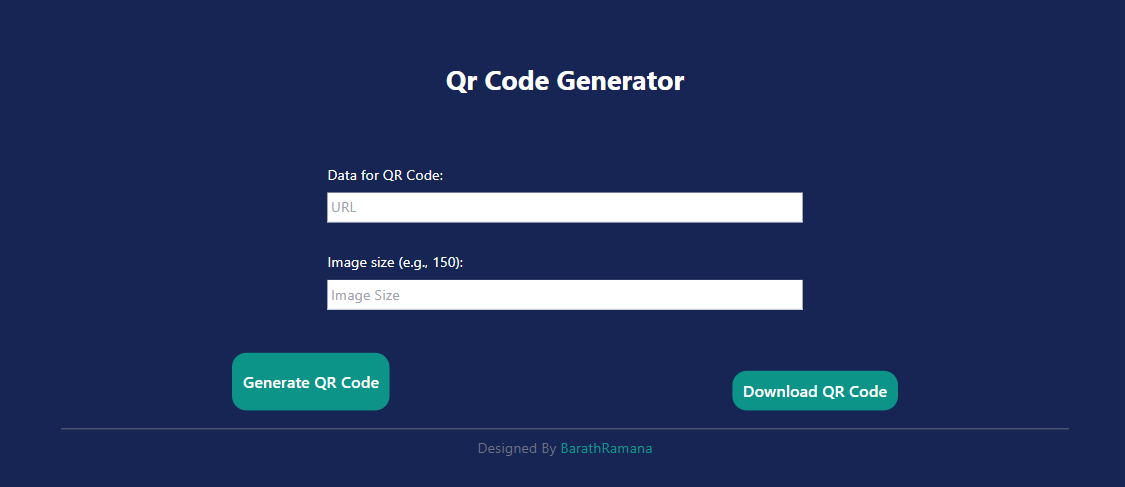 Qr Code Generator
Data for QR Code:
URL
Image size (e.g., 150):
Image Size
Generate QR Code
Download QR Code
Designed By BarathRamana